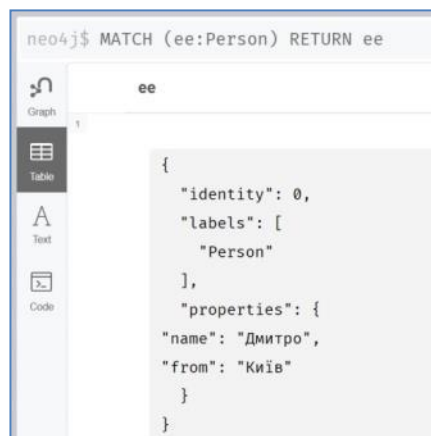 neo4j$ MATCH (ee:Person) RETURN ee
Graph
ee
1
Table
{
"identity": 0,
"labels": [
"Person"
],
"properties": {
"name": "Дмитро",
"from": "Київ"
}
}
A
Text
Code